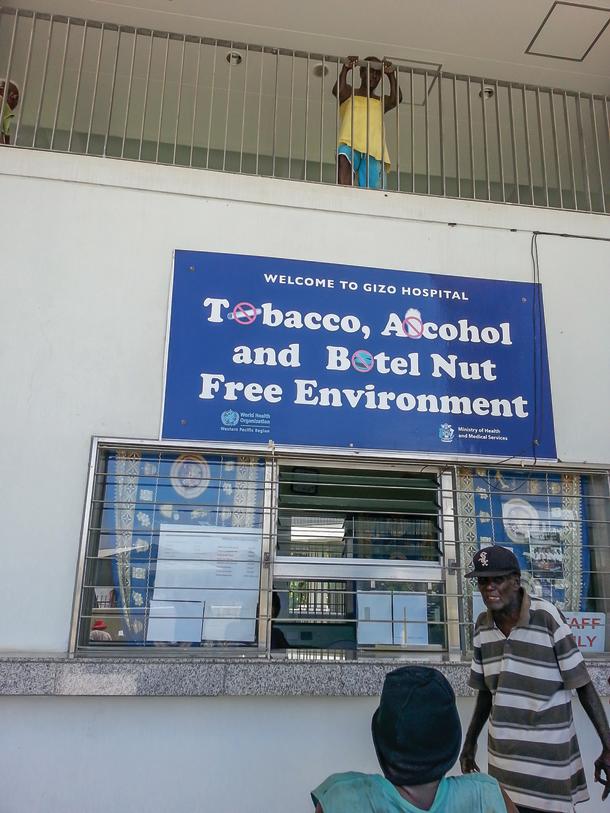 WELCOME TO GIZO HOSPITAL
Tobacco, Alcohol
and Betel Nut
Free Environment
World Health
Organization
Western Pacific Region
Ministry of Health
and Medical Services